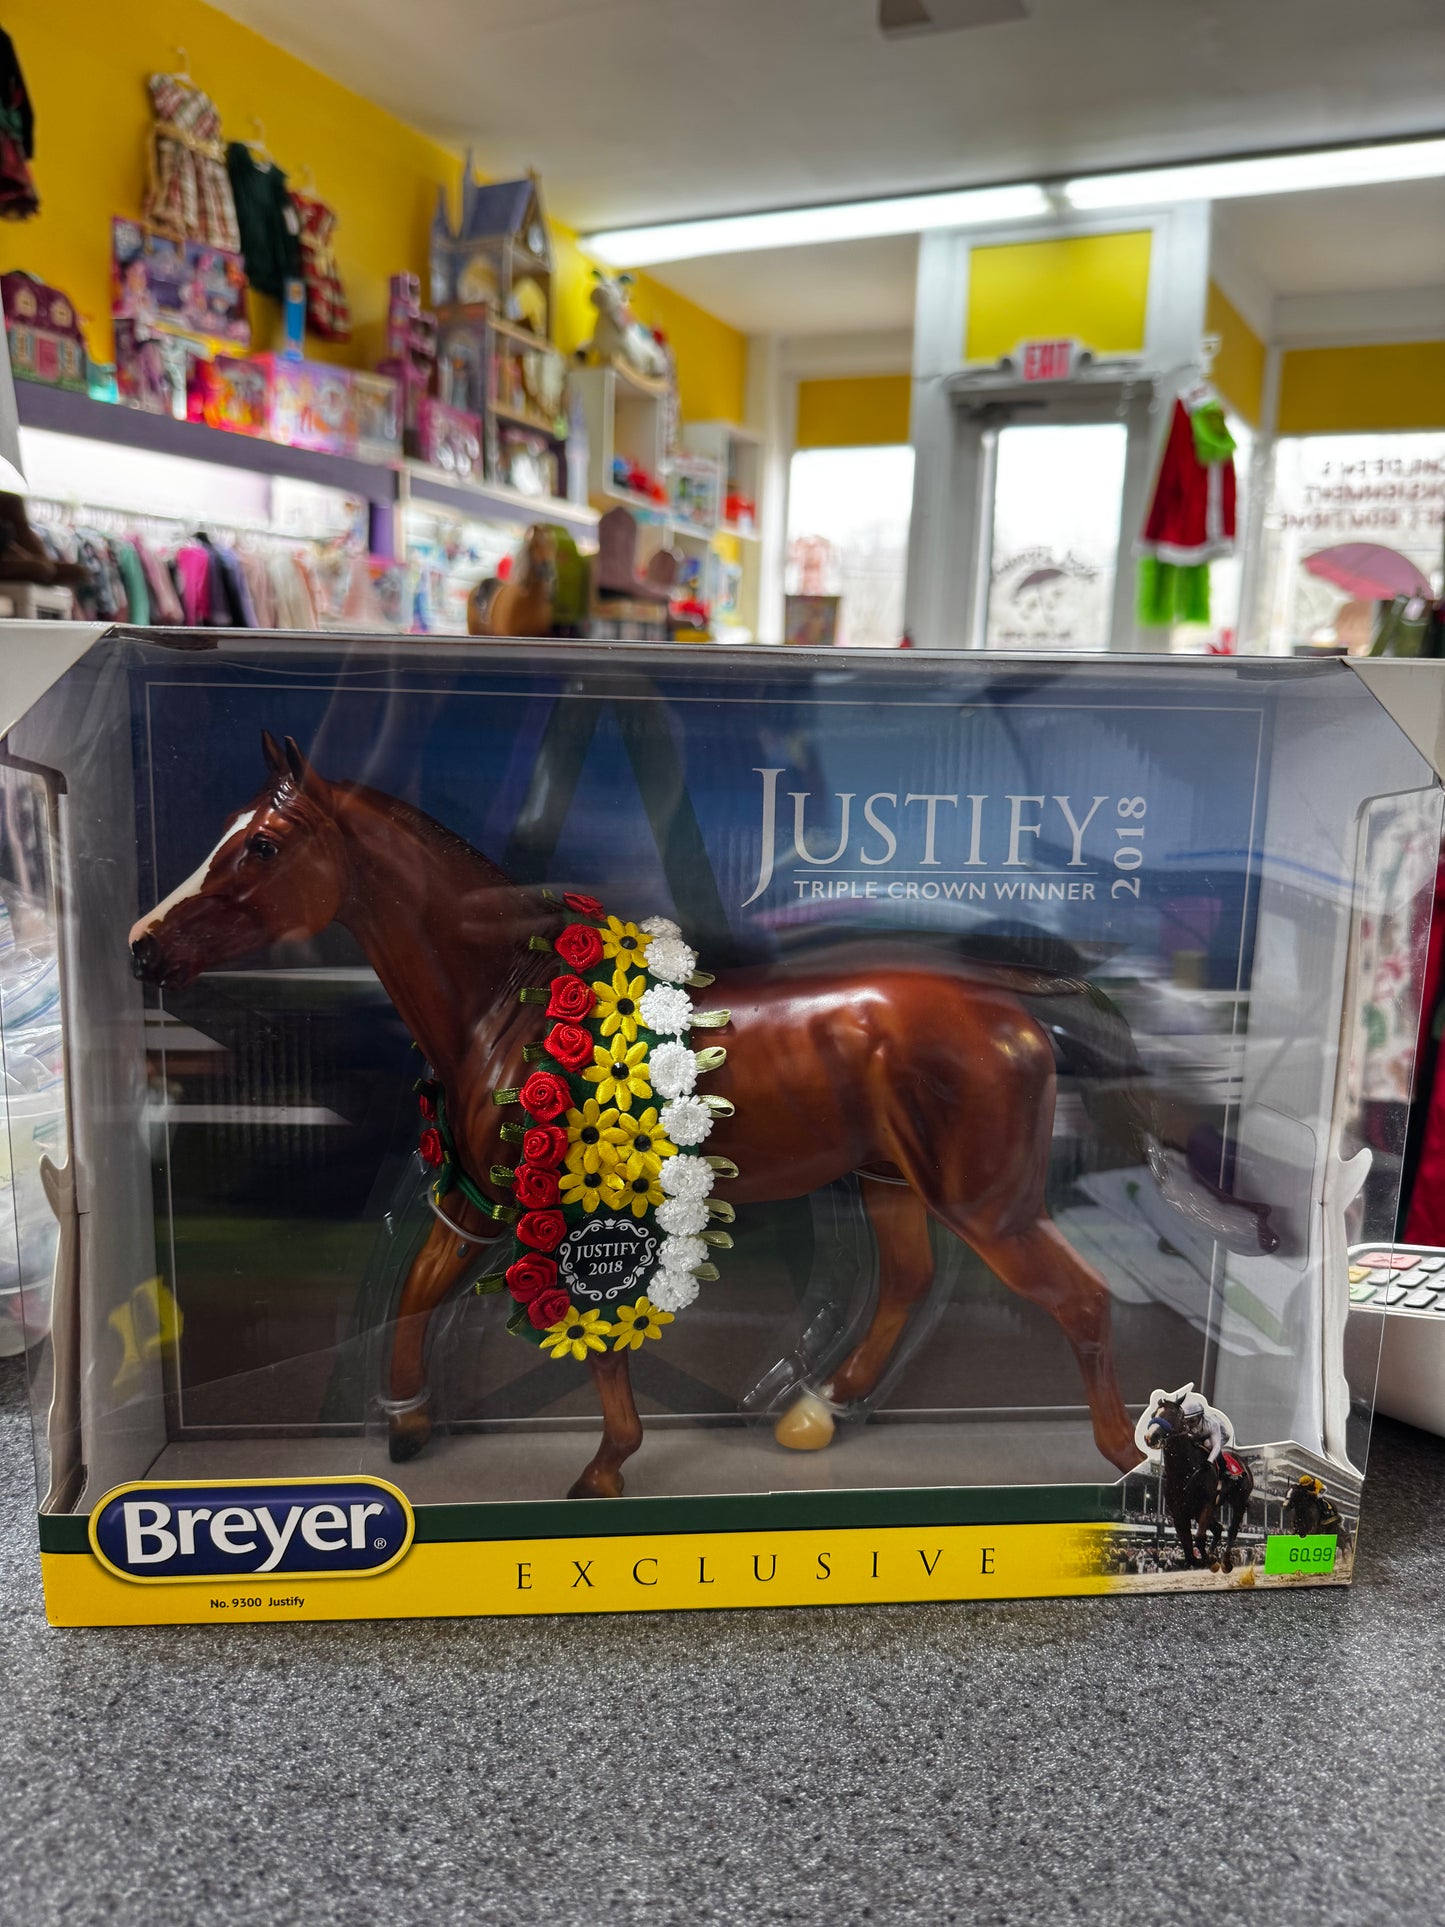 EXIT
JUSTIFY
2018
TRIPLE CROWN WINNER
JUSTIFY
2018
Breyer®
EXCLUSIVE
No. 9300 Justify
60.99